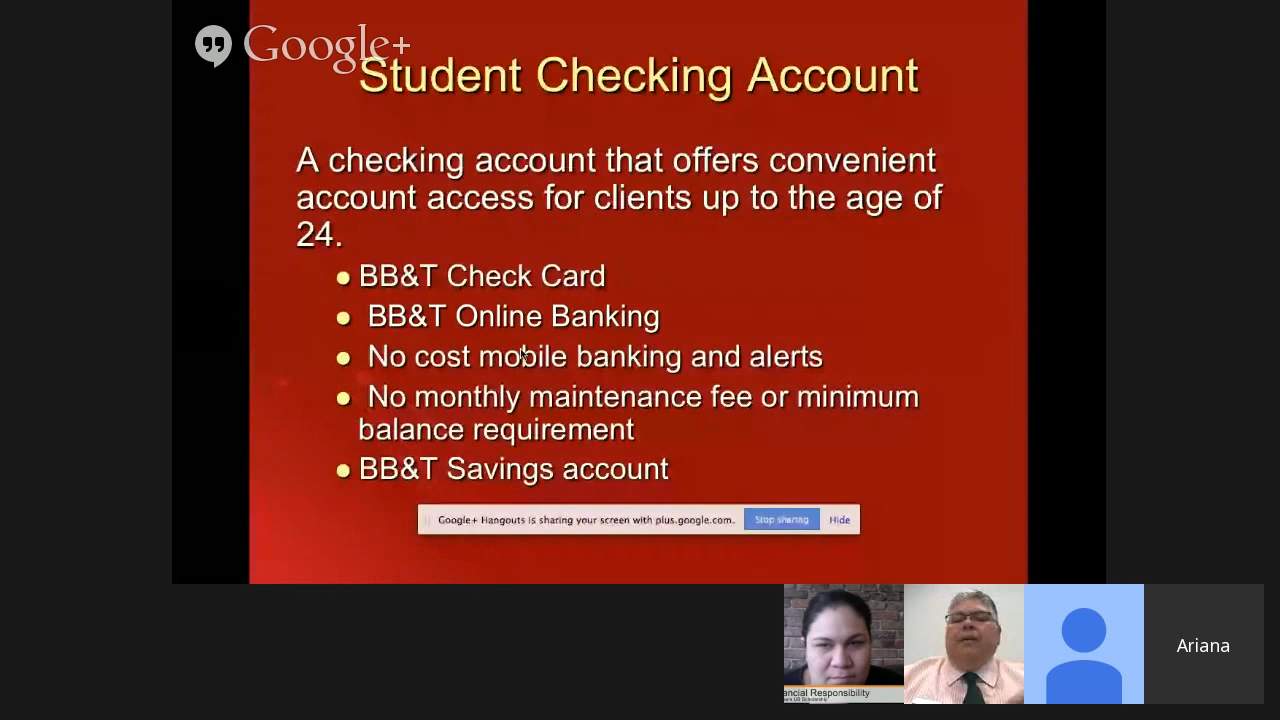 Google+
Student Checking Account
A checking account that offers convenient
account access for clients up to the age of
24.
BB&T Check Card
BB&T Online Banking
No cost mobile banking and alerts
No monthly maintenance fee or minimum
balance requirement
BB&T Savings account
Google+ Hangouts is sharing your screen with plus.google.com. Stop sharing Hide
Ariana
ancial Responsibility